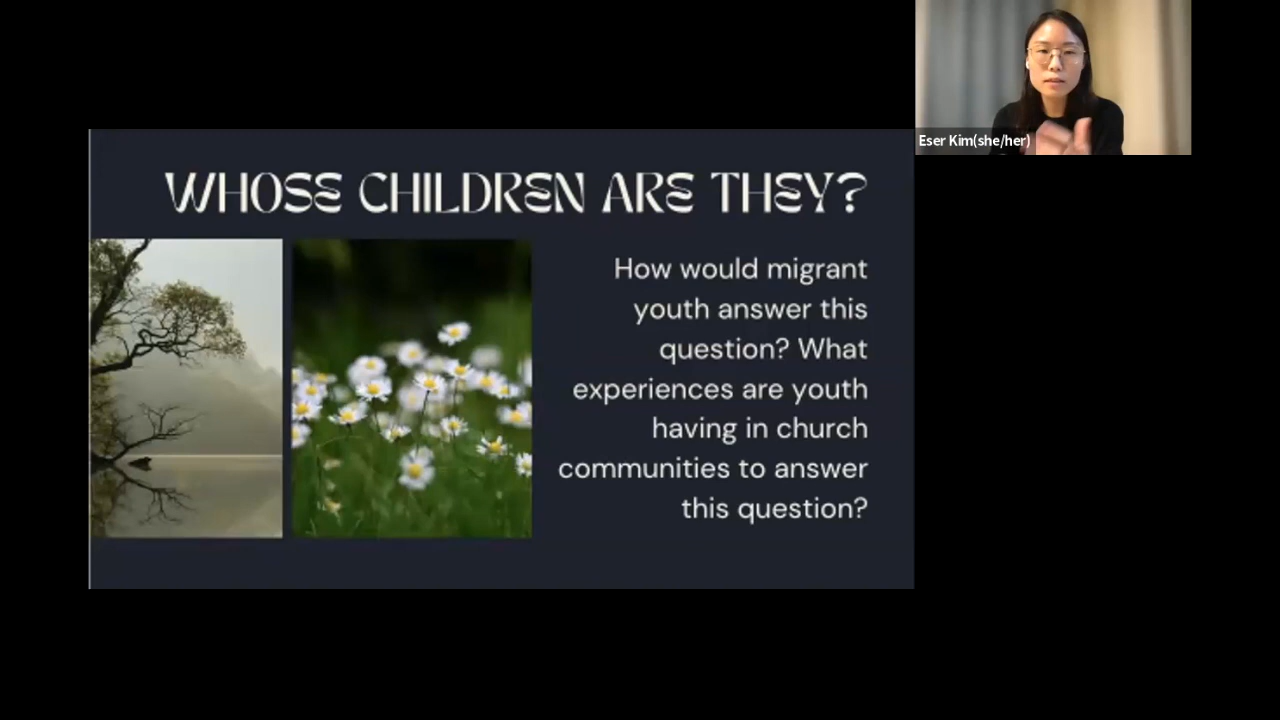 Eser Kim(she/her)
WHOSE CHILDREN ARE THEY?
How would migrant
youth answer this
question? What
experiences are youth
having in church
communities to answer
this question?